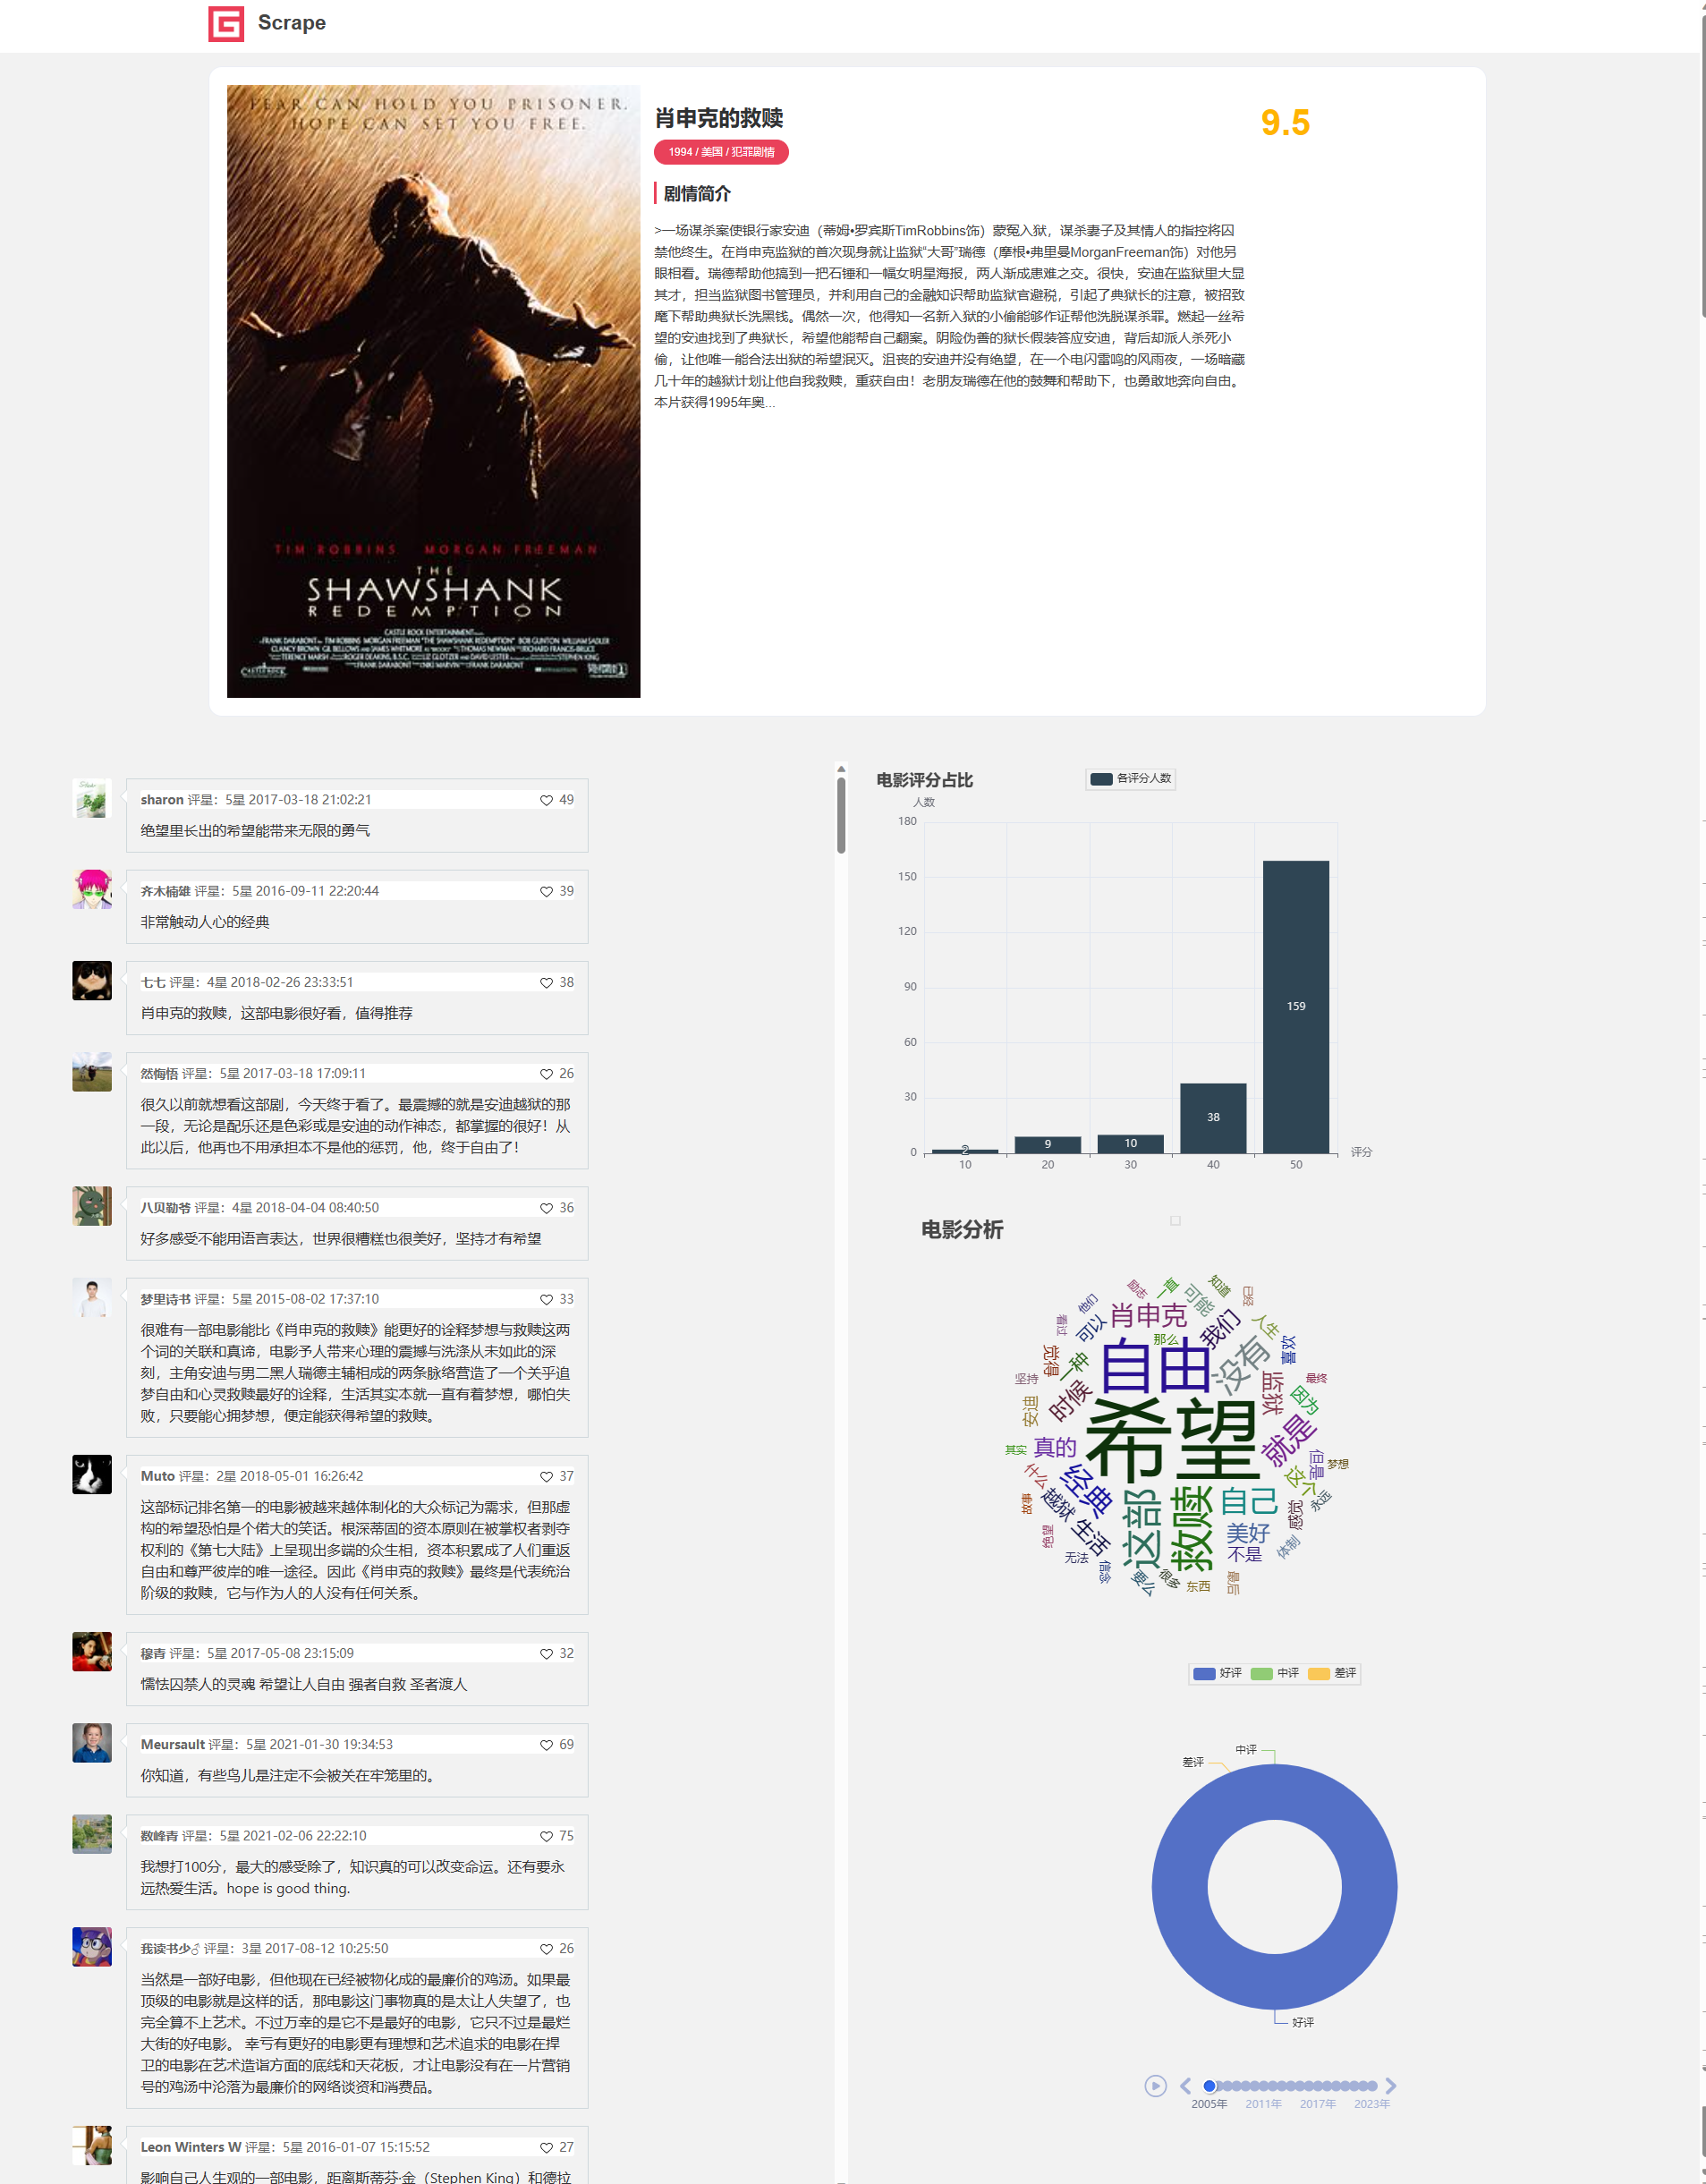 Scrape
FEAR CAN HOLD YOU PRISONER.
HOPE CAN SET YOU FREE.
TIM ROBBINS MORGAN FREEMAN
THE
SHAWSHANK
REDEMPTION
CASTLE ROCK ENTERTAINMENT
肖申克的救赎
9.5
1994 / 美国 / 犯罪剧情
剧情简介
>一场谋杀案使银行家安迪（蒂姆•罗宾斯TimRobbins饰）蒙冤入狱，谋杀妻子及其情人的指控将囚
禁他终生。在肖申克监狱的首次现身就让监狱“大哥”瑞德（摩根•弗里曼MorganFreeman饰）对他另
眼相看。瑞德帮助他搞到一把石锤和一幅女明星海报，两人渐成患难之交。很快，安迪在监狱里大显
其才，担当监狱图书管理员，并利用自己的金融知识帮助监狱官避税，引起了典狱长的注意，被招致
麾下帮助典狱长洗黑钱。偶然一次，他得知一名新入狱的小偷能够作证帮他洗脱谋杀罪。燃起一丝希
望的安迪找到了典狱长，希望他能帮自己翻案。阴险伪善的狱长假装答应安迪，背后却派人杀死小
偷，让他唯一能合法出狱的希望泯灭。沮丧的安迪并没有绝望，在一个电闪雷鸣的风雨夜，一场暗藏
几十年的越狱计划让他自我救赎，重获自由！老朋友瑞德在他的鼓舞和帮助下，也勇敢地奔向自由。
本片获得1995年奥...
sharon 评星：5星 2017-03-18 21:02:21 49
绝望里长出的希望能带来无限的勇气
齐木楠雄 评星：5星 2016-09-11 22:20:44 39
非常触动人心的经典
七七 评星：4星 2018-02-26 23:33:51 38
肖申克的救赎，这部电影很好看，值得推荐
然悔悟 评星：5星 2017-03-18 17:09:11 26
很久以前就想看这部剧，今天终于看了。最震撼的就是安迪越狱的那
一段，无论是配乐还是色彩或是安迪的动作神态，都掌握的很好！从
此以后，他再也不用承担本不是他的惩罚，他，终于自由了！
八贝勒爷 评星：4星 2018-04-04 08:40:50 36
好多感受不能用语言表达，世界很糟糕也很美好，坚持才有希望
梦里诗书 评星：5星 2015-08-02 17:37:10 33
很难有一部电影能比《肖申克的救赎》能更好的诠释梦想与救赎这两
个词的关联和真谛，电影予人带来心理的震撼与洗涤从未如此的深
刻，主角安迪与男二黑人瑞德主辅相成的两条脉络营造了一个关乎追
梦自由和心灵救赎最好的诠释，生活其实本就一直有着梦想，哪怕失
败，只要能心拥梦想，便定能获得希望的救赎。
Muto 评星：2星 2018-05-01 16:26:42 37
这部标记排名第一的电影被越来越体制化的大众标记为需求，但那虚
构的希望恐怕是个偌大的笑话。根深蒂固的资本原则在被掌权者剥夺
权利的《第七大陆》上呈现出多端的众生相，资本积累成了人们重返
自由和尊严彼岸的唯一途径。因此《肖申克的救赎》最终是代表统治
阶级的救赎，它与作为人的人没有任何关系。
穆青 评星：5星 2017-05-08 23:15:09 32
懦怯囚禁人的灵魂 希望让人自由 强者自救 圣者渡人
Meursault 评星：5星 2021-01-30 19:34:53 69
你知道，有些鸟儿是注定不会被关在牢笼里的。
数峰青 评星：5星 2021-02-06 22:22:10 75
我想打100分，最大的感受除了，知识真的可以改变命运。还有要永
远热爱生活。hope is good thing.
我读书少♂ 评星：3星 2017-08-12 10:25:50 26
当然是一部好电影，但他现在已经被物化成的最廉价的鸡汤。如果最
顶级的电影就是这样的话，那电影这门事物真的是太让人失望了，也
完全算不上艺术。不过万幸的是它不是最好的电影，它只不过是最烂
大街的好电影。 幸亏有更好的电影更有理想和艺术追求的电影在捍
卫的电影在艺术造诣方面的底线和天花板，才让电影没有在一片营销
号的鸡汤中沦落为最廉价的网络谈资和消费品。
Leon Winters W 评星：5星 2016-01-07 15:15:52 27
影响自己人生观的一部电影，距离斯蒂芬·金（Stephen King）和德拉
电影评分占比
各评分人数
人数
180
150
120
90
60
30
0
2 9 10 38 159
10 20 30 40 50
评分
电影分析
励志 一直 知道 已经
他们 肖申克 可能 我们 人生
看过 可以 那么 喜欢
觉得 一种 自由 没有 监狱 最终
坚持 时候 因为
安迪 希望 就是
其实 真的 但是 梦想
什么 经典 这个 永远
故事 越狱 这部 救赎 自己 感觉
绝望 生活 美好 体制
无法 不是
信念 要么 很多 东西 最后
好评 中评 差评
中评
差评
好评
2005年 2011年 2017年 2023年